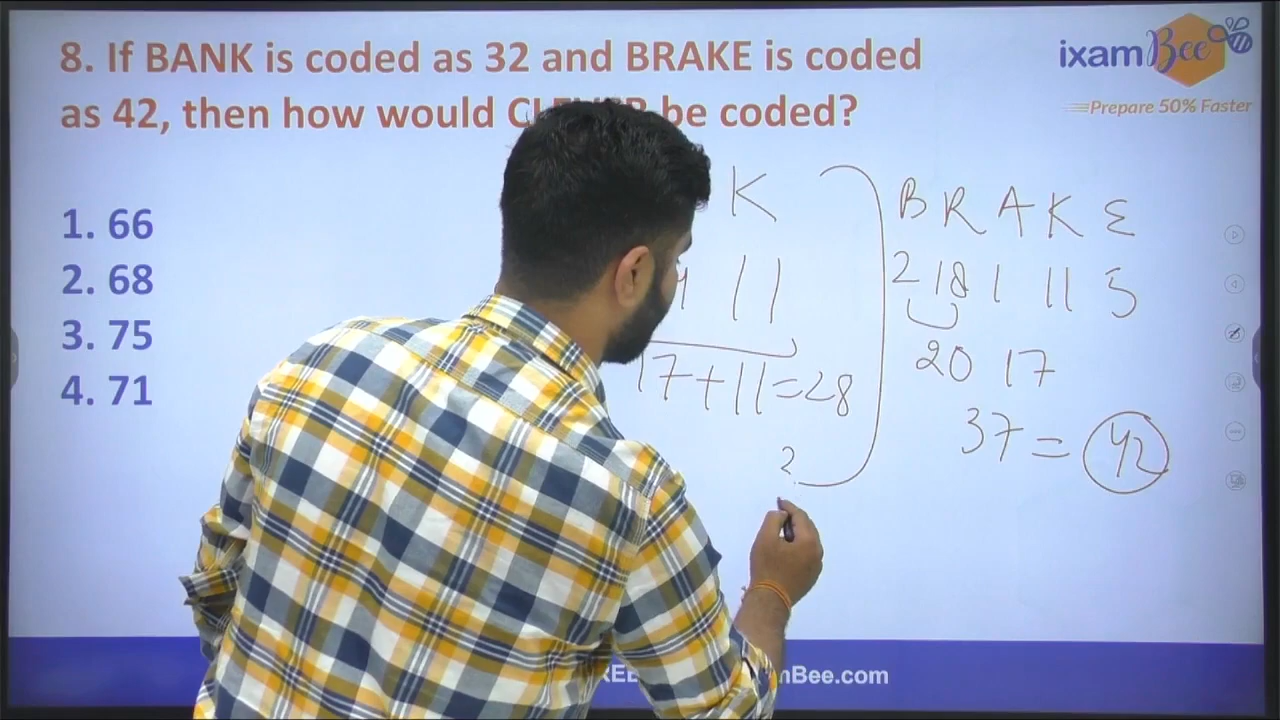 8. If BANK is coded as 32 and BRAKE is coded
as 42, then how would be coded?
ixamBee
Prepare 50% Faster
1. 66
2. 68
3. 75
4. 71
K
11
17+11=28
?
B R A K E
2 18 1 11 5
20 17
37 = 42
mBee.com